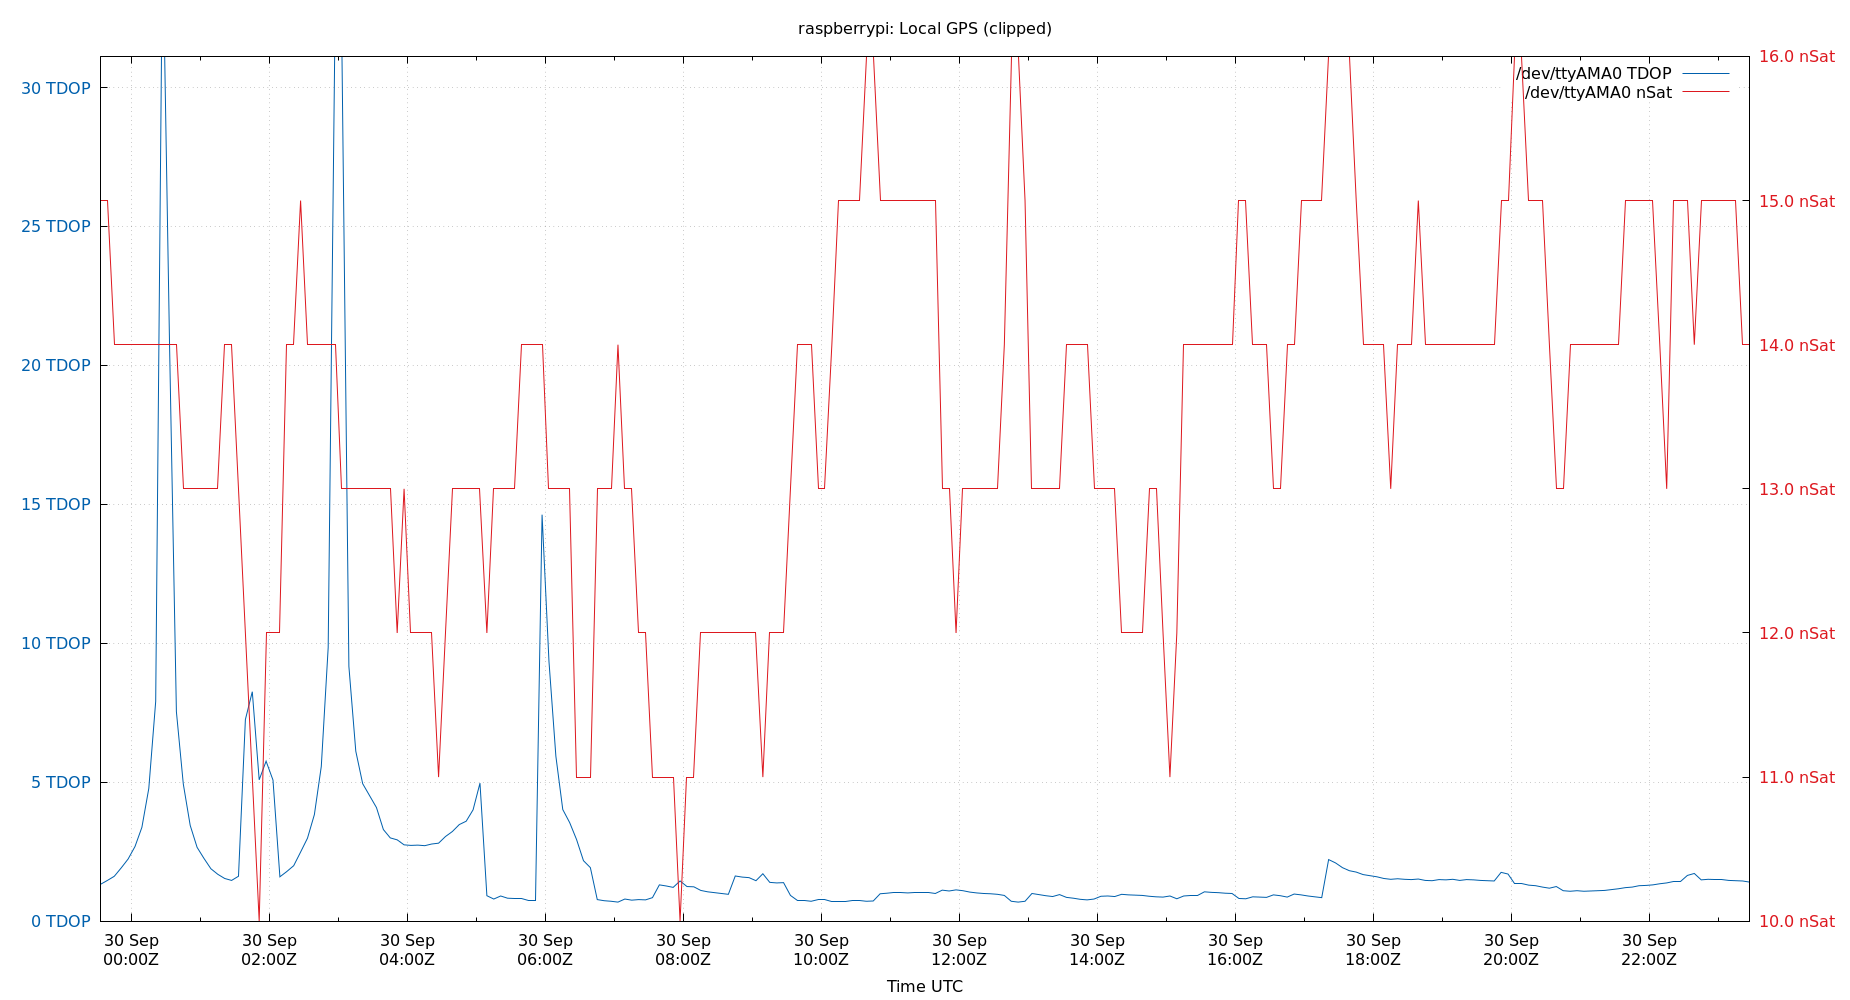 raspberrypi: Local GPS (clipped)
/dev/ttyAMA0 TDOP
/dev/ttyAMA0 nSat
30 TDOP
25 TDOP
20 TDOP
15 TDOP
10 TDOP
5 TDOP
0 TDOP
16.0 nSat
15.0 nSat
14.0 nSat
13.0 nSat
12.0 nSat
11.0 nSat
10.0 nSat
30 Sep 30 Sep 30 Sep 30 Sep 30 Sep 30 Sep 30 Sep 30 Sep 30 Sep 30 Sep 30 Sep 30 Sep
00:00Z 02:00Z 04:00Z 06:00Z 08:00Z 10:00Z 12:00Z 14:00Z 16:00Z 18:00Z 20:00Z 22:00Z
Time UTC